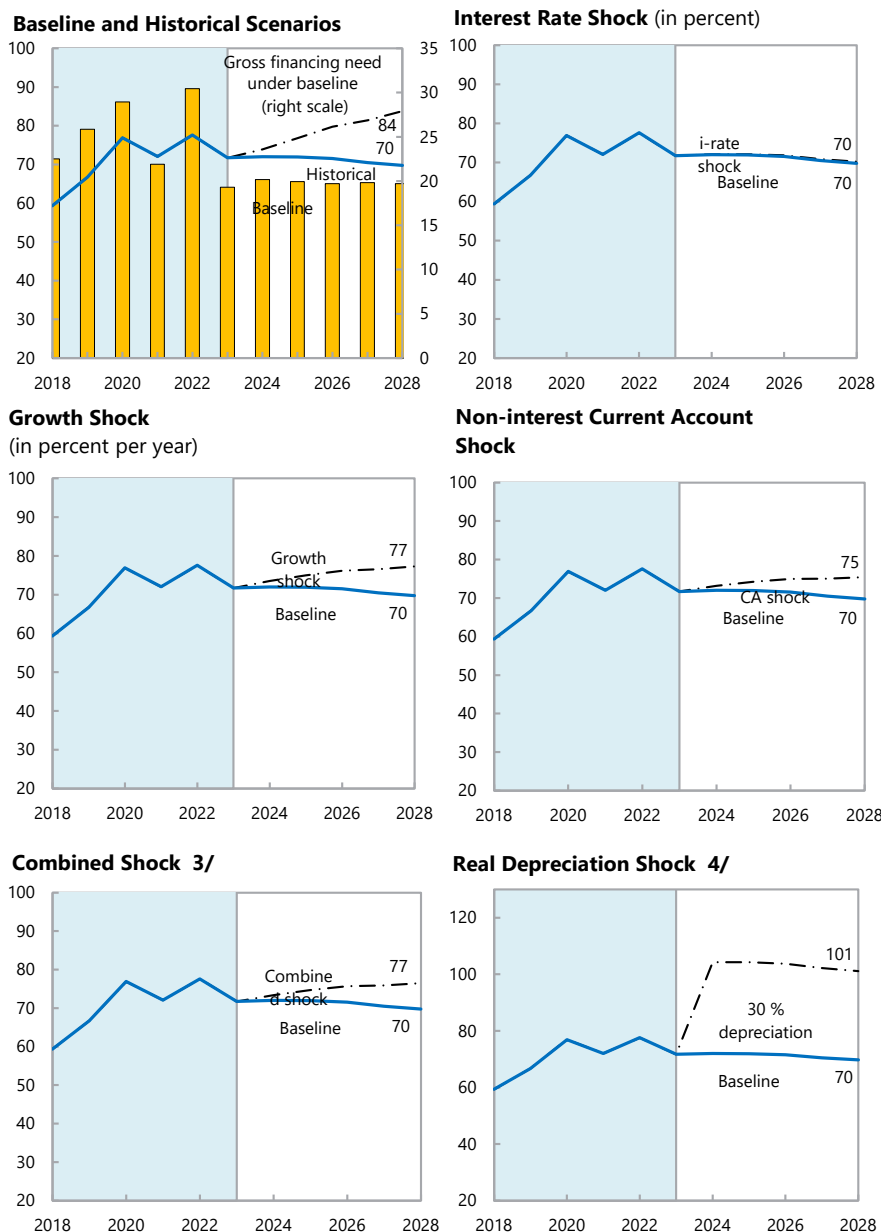 Baseline and Historical Scenarios
100
90
80
70
60
50
40
30
20
35
30
25
20
15
10
5
0
Gross financing need
under baseline
(right scale)
84
70
Historical
Baseline
2018 2020 2022 2024 2026 2028
Interest Rate Shock (in percent)
100
90
80
70
60
50
40
30
20
i-rate
shock
70
Baseline
70
2018 2020 2022 2024 2026 2028
Growth Shock
(in percent per year)
100
90
80
70
60
50
40
30
20
77
Growth
shock
Baseline
70
2018 2020 2022 2024 2026 2028
Non-interest Current Account
Shock
100
90
80
70
60
50
40
30
20
75
CA shock
Baseline
70
2018 2020 2022 2024 2026 2028
Combined Shock 3/
100
90
80
70
60
50
40
30
20
77
Combine
d shock
Baseline
70
2018 2020 2022 2024 2026 2028
Real Depreciation Shock 4/
120
100
80
60
40
20
101
30 %
depreciation
Baseline
70
2018 2020 2022 2024 2026 2028